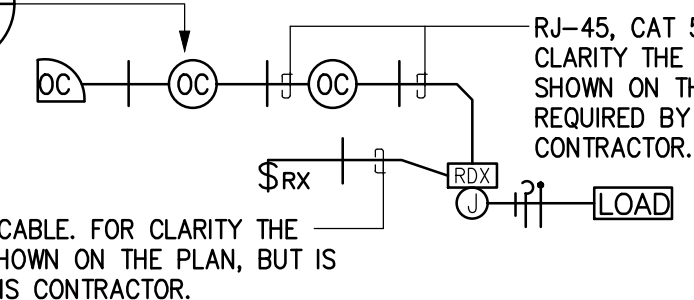 RJ-45, CAT 5
CLARITY THE
SHOWN ON TH
REQUIRED BY
CONTRACTOR.
OC
OC
OC
$RX
RDX
J
LOAD
CABLE. FOR CLARITY THE
HOWN ON THE PLAN, BUT IS
IS CONTRACTOR.